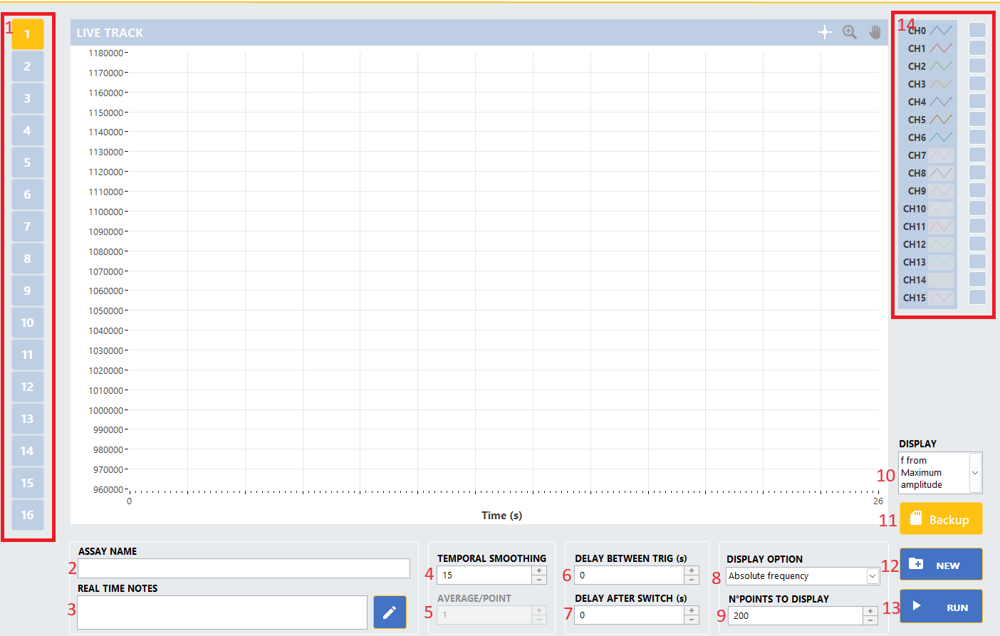 1
1
2
3
4
5
6
7
8
9
10
11
12
13
14
15
16
LIVE TRACK
1180000
1170000
1160000
1150000
1140000
1130000
1120000
1110000
1100000
1090000
1080000
1070000
1060000
1050000
1040000
1030000
1020000
1010000
1000000
990000
980000
970000
960000
0
26
Time (s)
14
CH0
CH1
CH2
CH3
CH4
CH5
CH6
CH7
CH8
CH9
CH10
CH11
CH12
CH13
CH14
CH15
DISPLAY
10
f from
Maximum
amplitude
11
Backup
12
NEW
13
RUN
ASSAY NAME
2
REAL TIME NOTES
3
TEMPORAL SMOOTHING
4
15
AVERAGE/POINT
5
1
DELAY BETWEEN TRIG (s)
6
0
DELAY AFTER SWITCH (s)
7
0
DISPLAY OPTION
8
Absolute frequency
N°POINTS TO DISPLAY
9
200